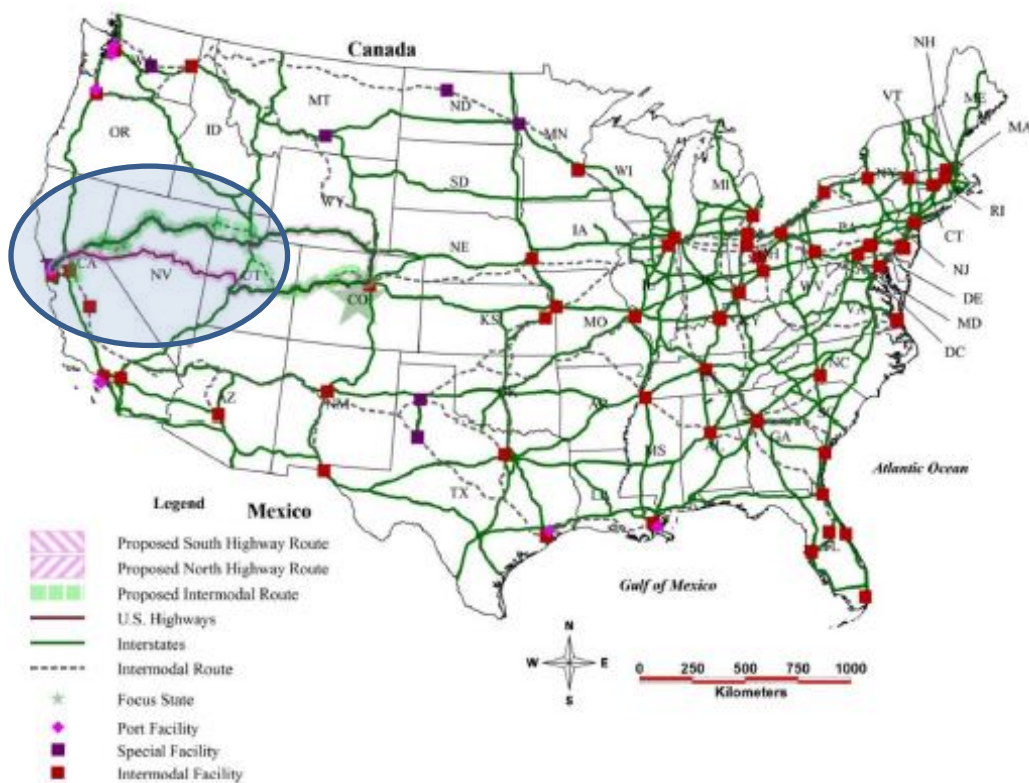 NH
Canada
VT
ME
MT
ND
MA
OR
ID
MN
WI
NY
SD
MI
WY
RI
IA
PA
NE
CT
CA
NV
UT
NJ
CO
WV
DE
KS
MO
KY
VA
MD
DC
NC
AZ
NM
AR
GA
MS
AL
Atlantic Ocean
TX
LA
Legend
Mexico
FL
Proposed South Highway Route
Proposed North Highway Route
Gulf of Mexico
Proposed Intermodal Route
U.S. Highways
N
Interstates
W
E
0 250 500 750 1000
Intermodal Route
Kilometers
S
Focus State
Port Facility
Special Facility
Intermodal Facility